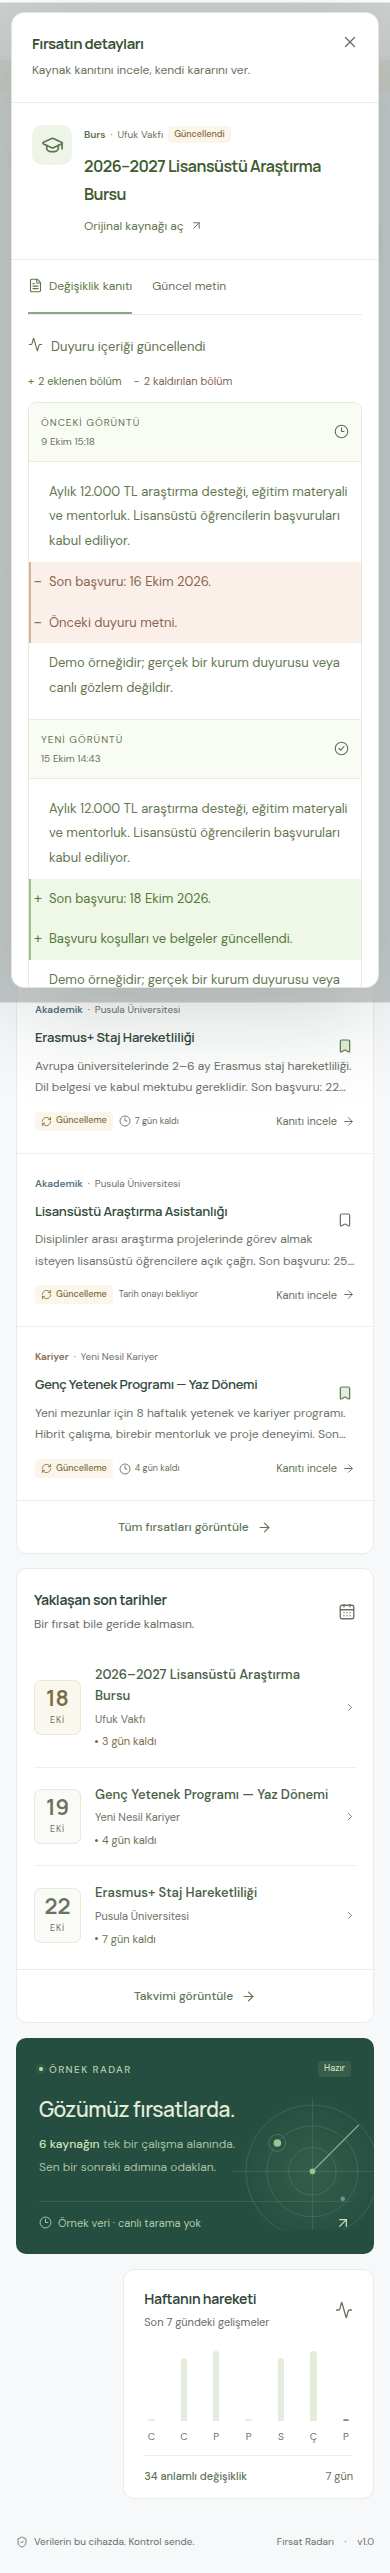 Fırsatın detayları
Kaynak kanıtını incele, kendi kararını ver.
Burs · Ufuk Vakfı Güncellendi
2026–2027 Lisansüstü Araştırma
Bursu
Orijinal kaynağı aç
Değişiklik kanıtı Güncel metin
Duyuru içeriği güncellendi
+ 2 eklenen bölüm − 2 kaldırılan bölüm
ÖNCEKİ GÖRÜNTÜ
9 Ekim 15:18
Aylık 12.000 TL araştırma desteği, eğitim materyali
ve mentorluk. Lisansüstü öğrencilerin başvuruları
kabul ediliyor.
− Son başvuru: 16 Ekim 2026.
− Önceki duyuru metni.
Demo örneğidir; gerçek bir kurum duyurusu veya
canlı gözlem değildir.
YENİ GÖRÜNTÜ
15 Ekim 14:43
Aylık 12.000 TL araştırma desteği, eğitim materyali
ve mentorluk. Lisansüstü öğrencilerin başvuruları
kabul ediliyor.
+ Son başvuru: 18 Ekim 2026.
+ Başvuru koşulları ve belgeler güncellendi.
Demo örneğidir; gerçek bir kurum duyurusu veya
Akademik · Pusula Üniversitesi
Erasmus+ Staj Hareketliliği
Avrupa üniversitelerinde 2–6 ay Erasmus staj hareketliliği.
Dil belgesi ve kabul mektubu gereklidir. Son başvuru: 22...
Güncelleme 7 gün kaldı Kanıtı incele
Akademik · Pusula Üniversitesi
Lisansüstü Araştırma Asistanlığı
Disiplinler arası araştırma projelerinde görev almak
isteyen lisansüstü öğrencilere açık çağrı. Son başvuru: 25...
Güncelleme Tarih onayı bekliyor Kanıtı incele
Kariyer · Yeni Nesil Kariyer
Genç Yetenek Programı — Yaz Dönemi
Yeni mezunlar için 8 haftalık yetenek ve kariyer programı.
Hibrit çalışma, birebir mentorluk ve proje deneyimi. Son...
Güncelleme 4 gün kaldı Kanıtı incele
Tüm fırsatları görüntüle
Yaklaşan son tarihler
Bir fırsat bile geride kalmasın.
18 EKİ
2026–2027 Lisansüstü Araştırma
Bursu
Ufuk Vakfı
• 3 gün kaldı
19 EKİ
Genç Yetenek Programı — Yaz Dönemi
Yeni Nesil Kariyer
• 4 gün kaldı
22 EKİ
Erasmus+ Staj Hareketliliği
Pusula Üniversitesi
• 7 gün kaldı
Takvimi görüntüle
ÖRNEK RADAR Hazır
Gözümüz fırsatlarda.
6 kaynağın tek bir çalışma alanında.
Sen bir sonraki adımına odaklan.
Örnek veri · canlı tarama yok
Haftanın hareketi
Son 7 gündeki gelişmeler
C C P P S Ç P
34 anlamlı değişiklik 7 gün
Verilerin bu cihazda. Kontrol sende. Fırsat Radarı · v1.0